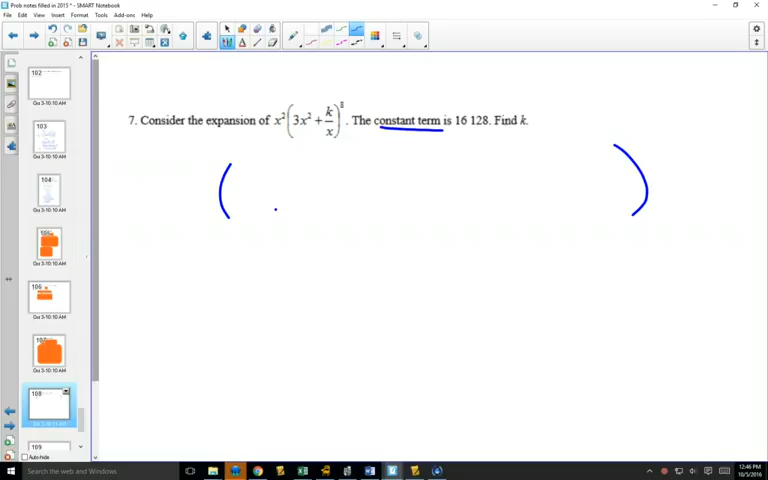 Prob notes filled in 2015 * - SMART Notebook
File Edit View Insert Format Tools Add-ons Help
102
Oct 3-10:10 AM
103
Oct 3-10:10 AM
104
Oct 3-10:10 AM
Oct 3-10:10 AM
106
Oct 3-10:10 AM
107
Oct 3-10:10 AM
108
Oct 3-10:11 AM
109
Auto-hide
7. Consider the expansion of x²(3x² + k/x)⁸. The constant term is 16 128. Find k.
Search the web and Windows
12:46 PM
10/5/2016